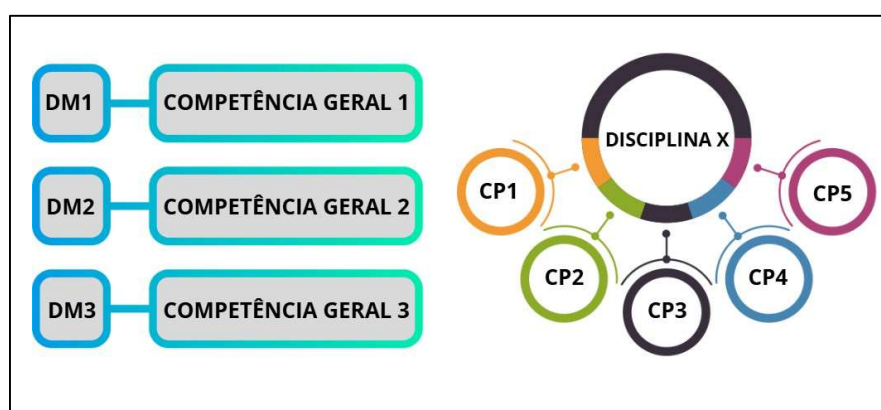 DM1
COMPETÊNCIA GERAL 1
DM2
COMPETÊNCIA GERAL 2
DM3
COMPETÊNCIA GERAL 3
DISCIPLINA X
CP1
CP2
CP3
CP4
CP5